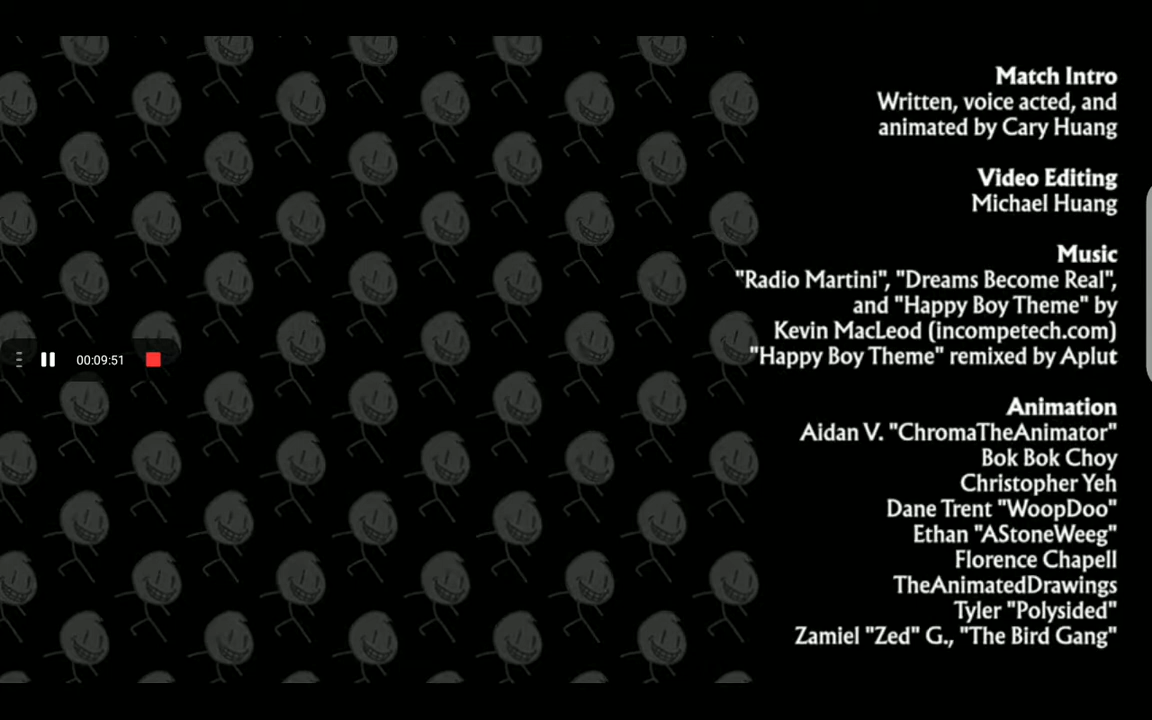 Match Intro
Written, voice acted, and
animated by Cary Huang
Video Editing
Michael Huang
Music
"Radio Martini", "Dreams Become Real",
and "Happy Boy Theme" by
Kevin MacLeod (incompetech.com)
"Happy Boy Theme" remixed by Aplut
00:09:51
Animation
Aidan V. "ChromaTheAnimator"
Bok Bok Choy
Christopher Yeh
Dane Trent "WoopDoo"
Ethan "AStoneWeeg"
Florence Chapell
TheAnimatedDrawings
Tyler "Polysided"
Zamiel "Zed" G., "The Bird Gang"